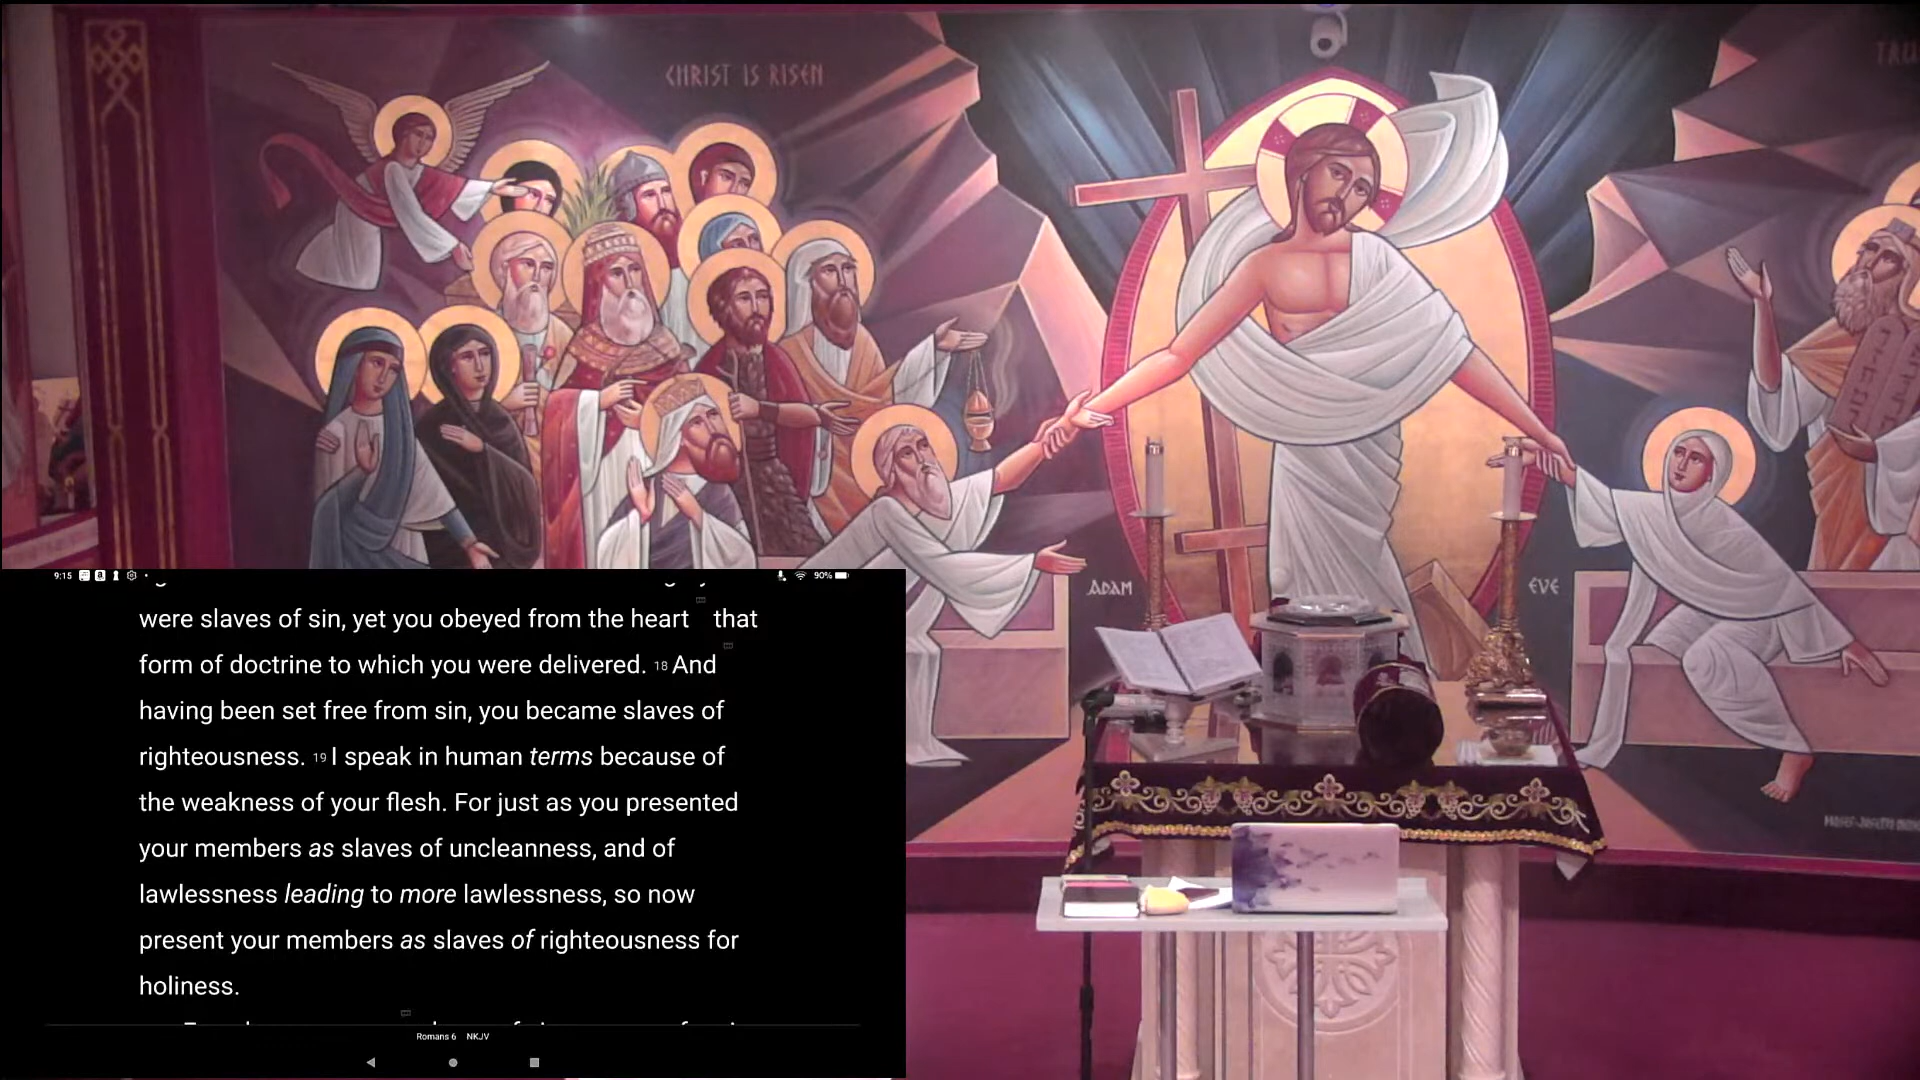 CHRIST IS RISEN
TRU
ADAM
EVE
9:15
90%
were slaves of sin, yet you obeyed from the heart that
form of doctrine to which you were delivered. 18 And
having been set free from sin, you became slaves of
righteousness. 19 I speak in human terms because of
the weakness of your flesh. For just as you presented
your members as slaves of uncleanness, and of
lawlessness leading to more lawlessness, so now
present your members as slaves of righteousness for
holiness.
Romans 6 NKJV